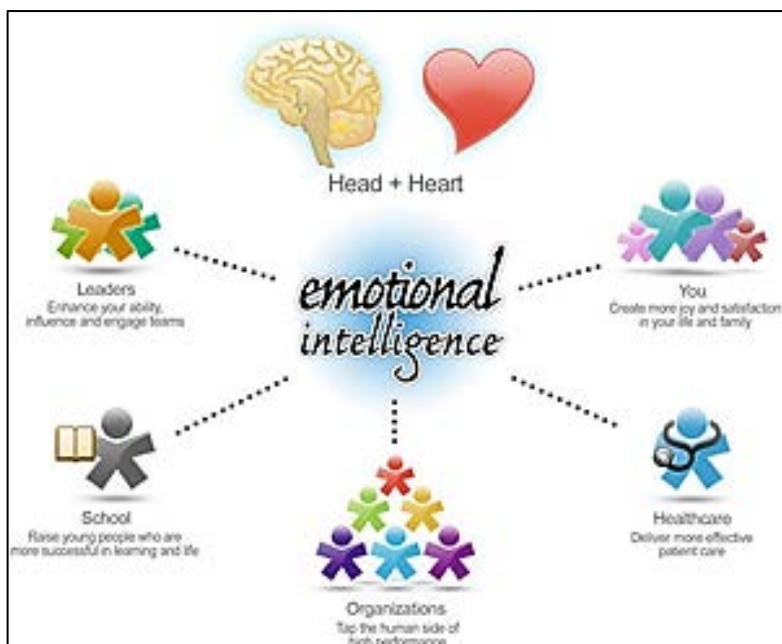 Head + Heart
emotional
intelligence
Leaders
Enhance your ability,
influence and engage teams
You
Create more joy and satisfaction
in your life and family
School
Raise young people who are
more successful in learning and life
Healthcare
Deliver more effective
patient care
Organizations
Tap the human side of
high performance